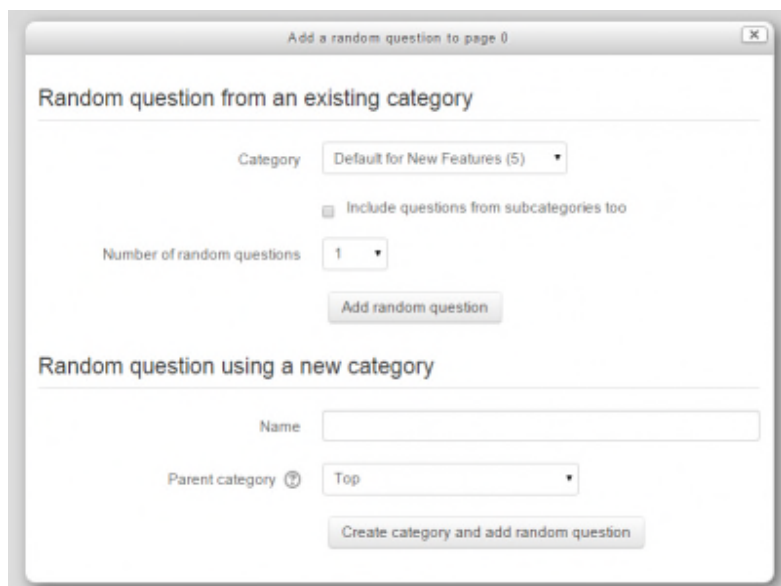 Add a random question to page 0
Random question from an existing category
Category Default for New Features (5)
Include questions from subcategories too
Number of random questions 1
Add random question
Random question using a new category
Name
Parent category Top
Create category and add random question